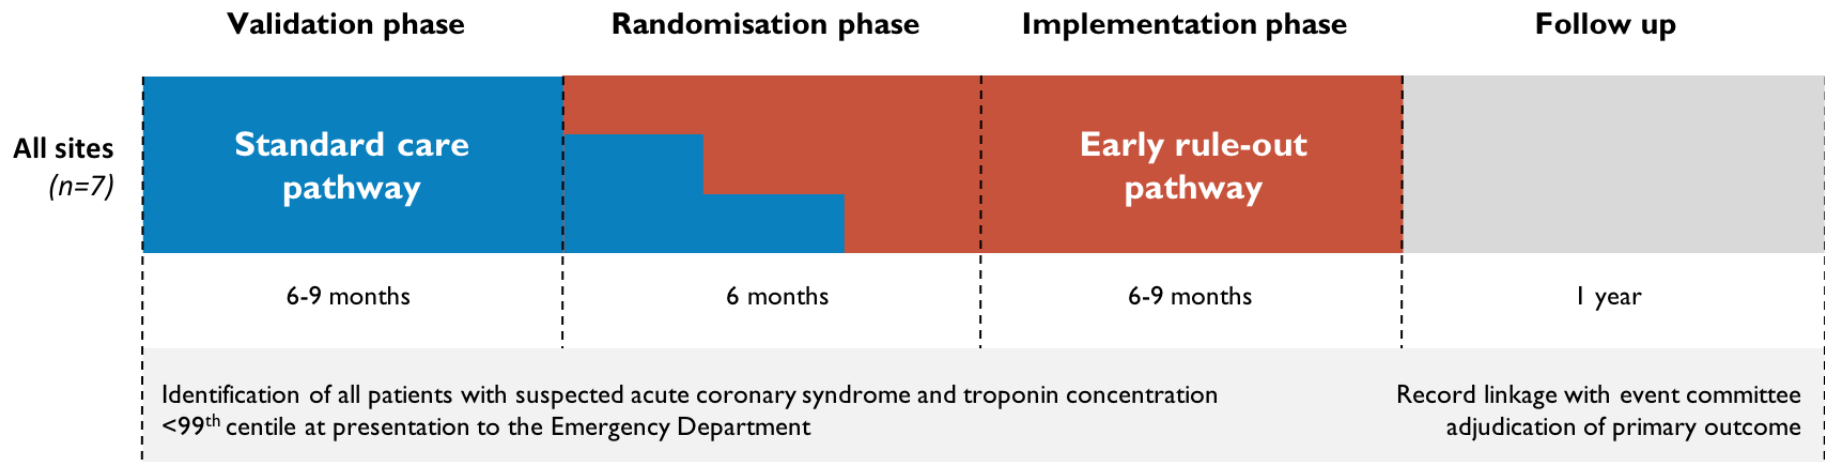 Validation phase
Randomisation phase
Implementation phase
Follow up
All sites
(n=7)
Standard care
pathway
Early rule-out
pathway
6-9 months
6 months
6-9 months
1 year
Identification of all patients with suspected acute coronary syndrome and troponin concentration
<99th centile at presentation to the Emergency Department
Record linkage with event committee
adjudication of primary outcome